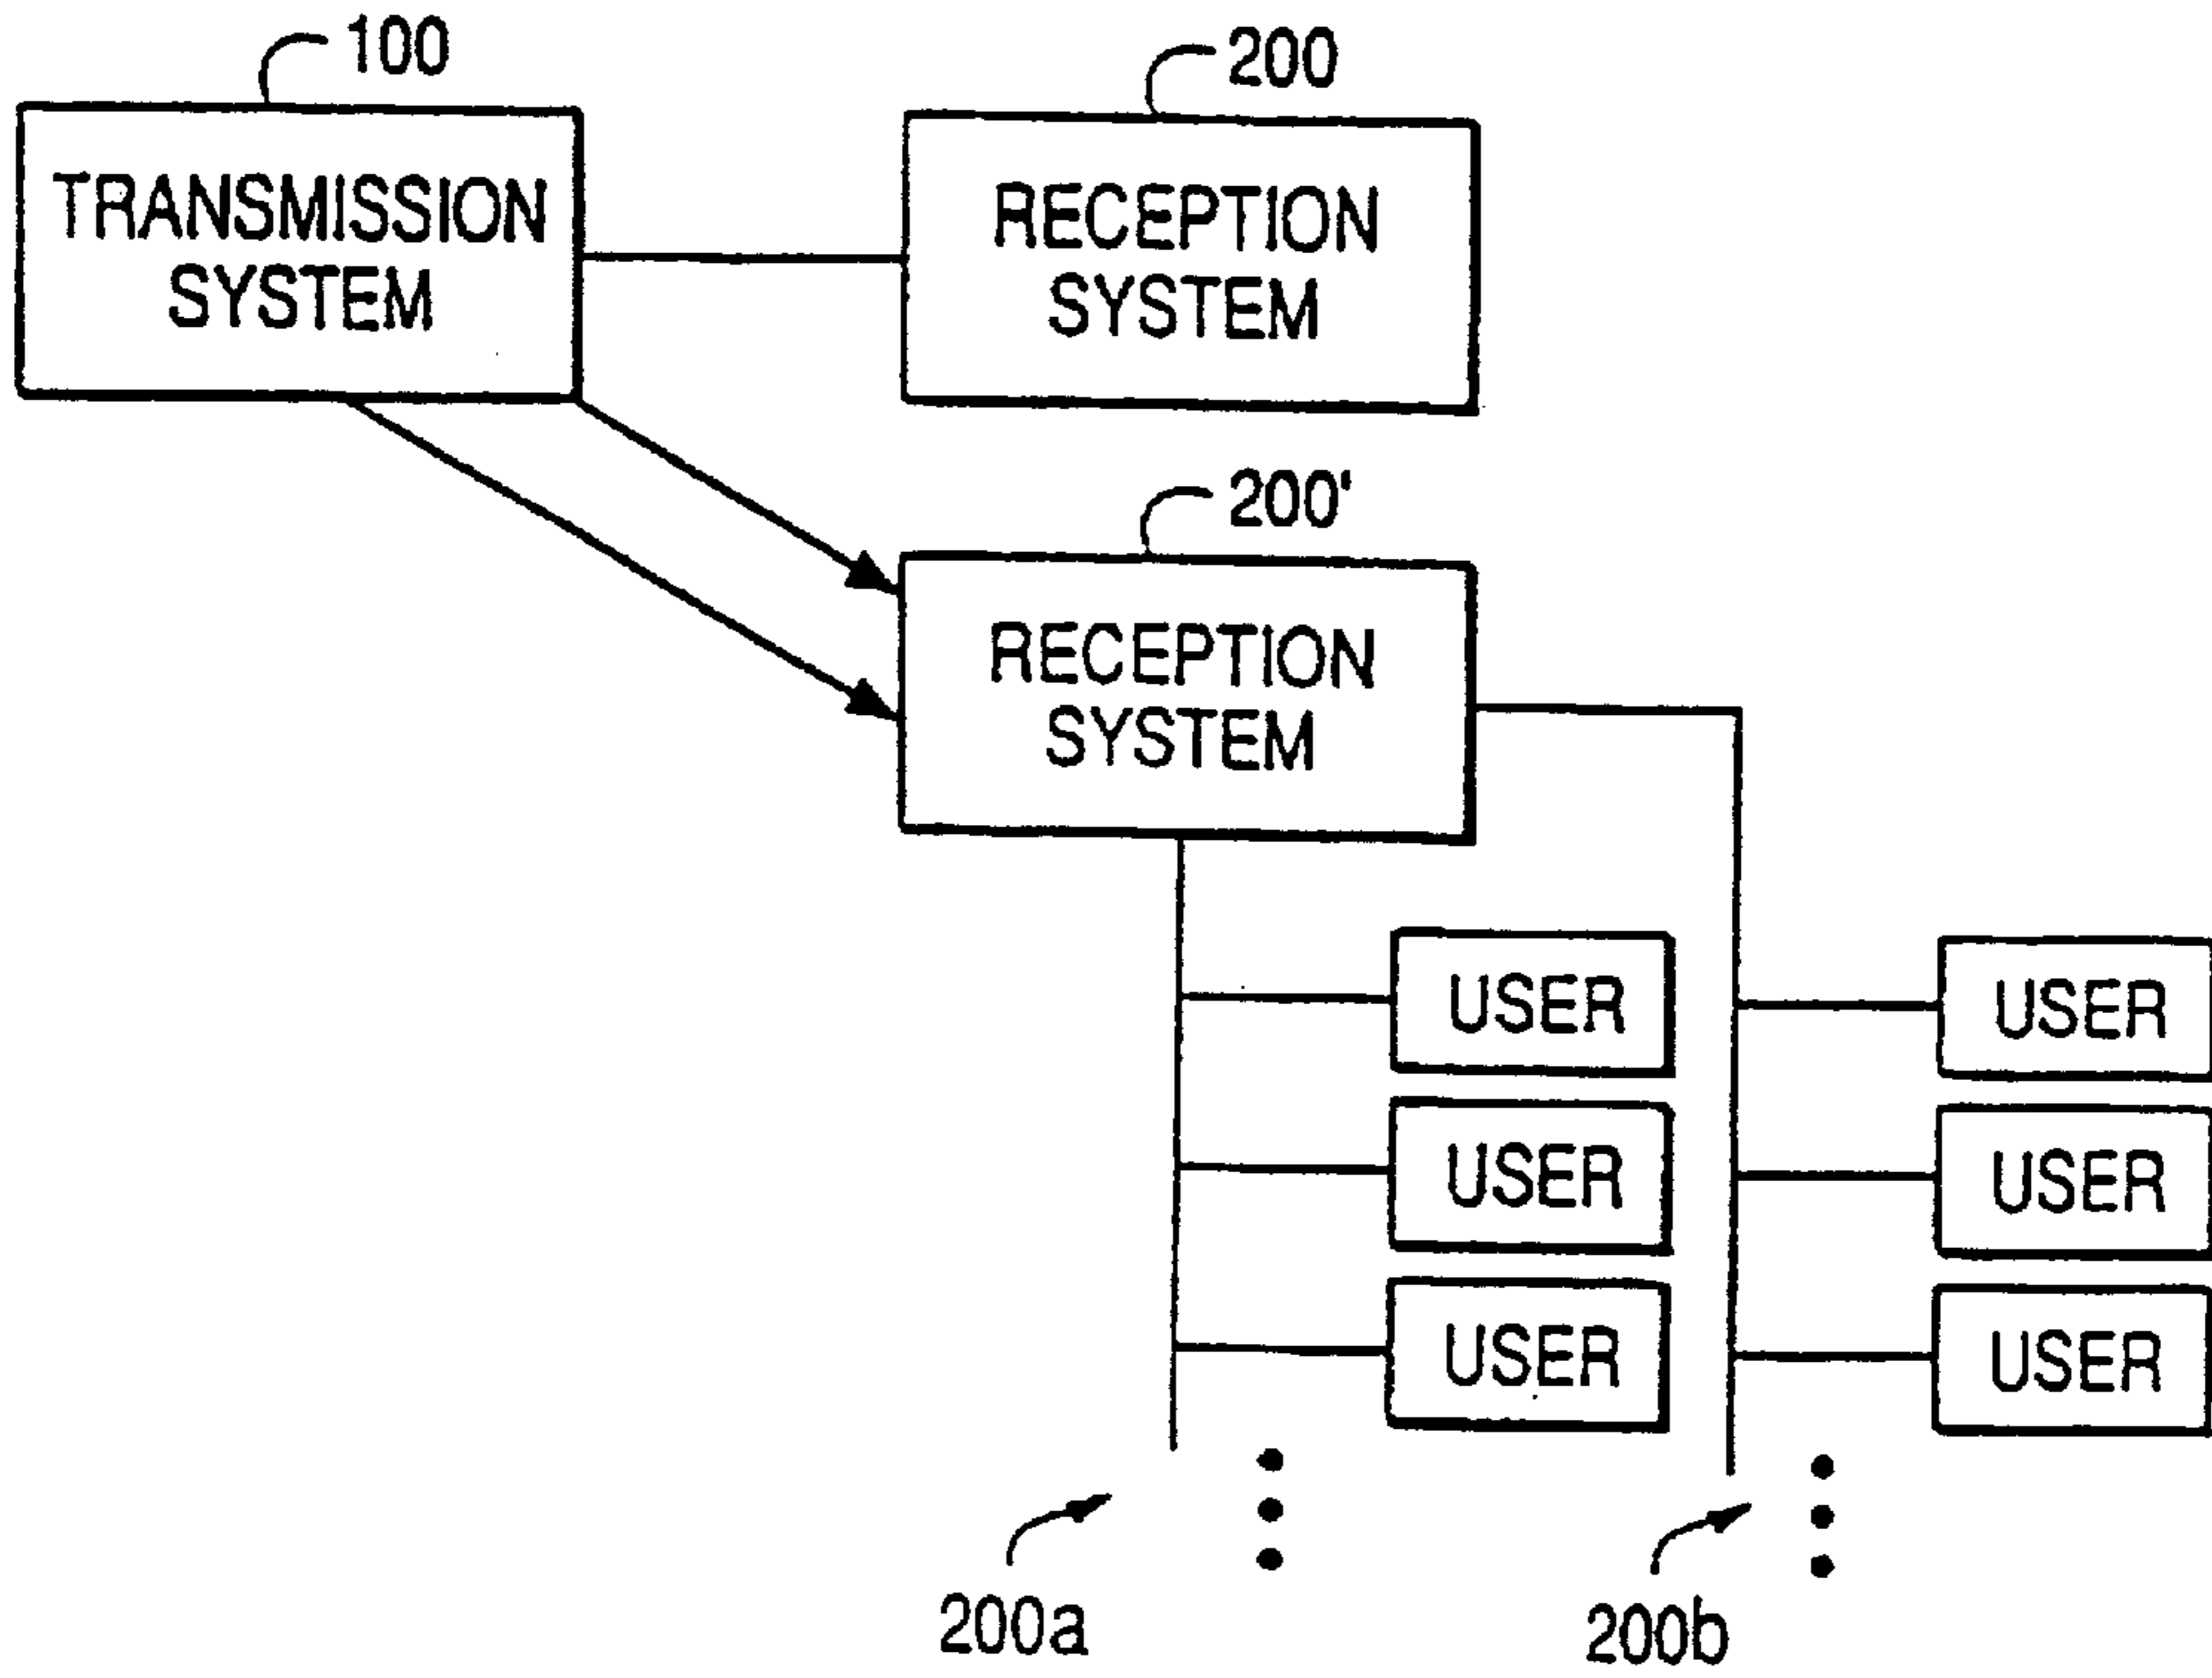 100
200
TRANSMISSION
SYSTEM
RECEPTION
SYSTEM
200'
RECEPTION
SYSTEM
USER
USER
USER
USER
USER
USER
200a
200b